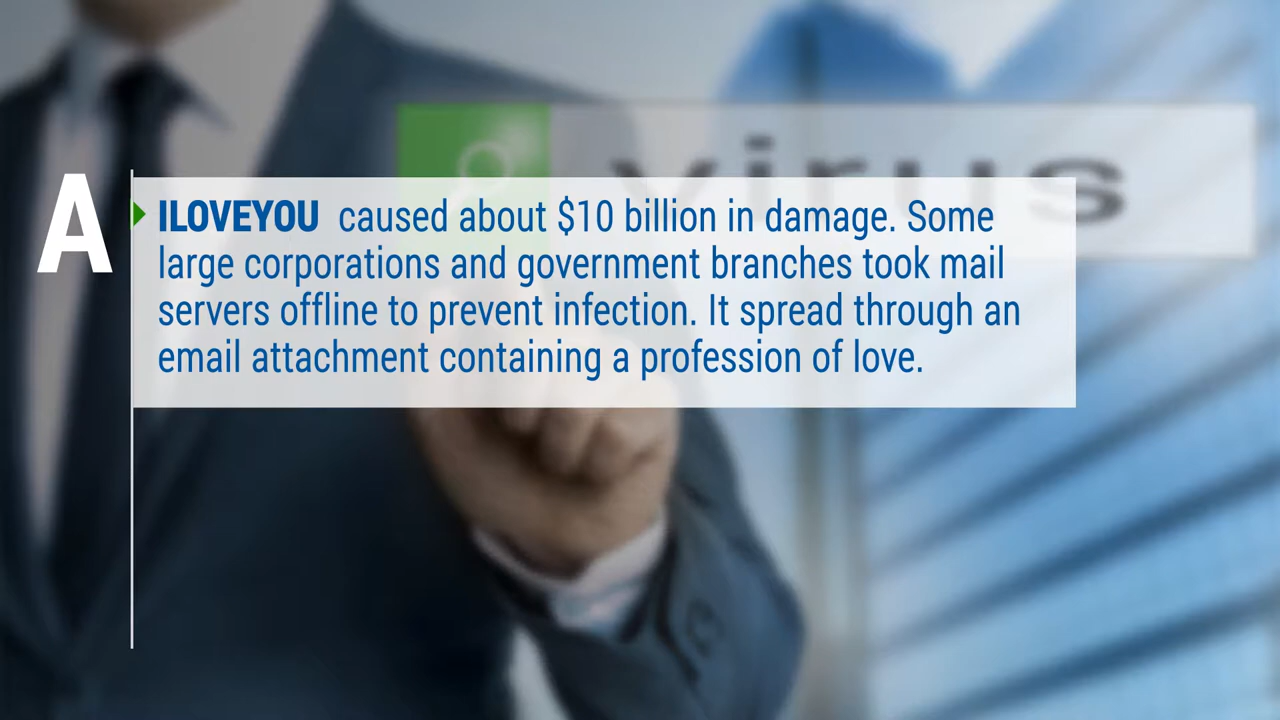 virus
A
ILOVEYOU caused about $10 billion in damage. Some
large corporations and government branches took mail
servers offline to prevent infection. It spread through an
email attachment containing a profession of love.